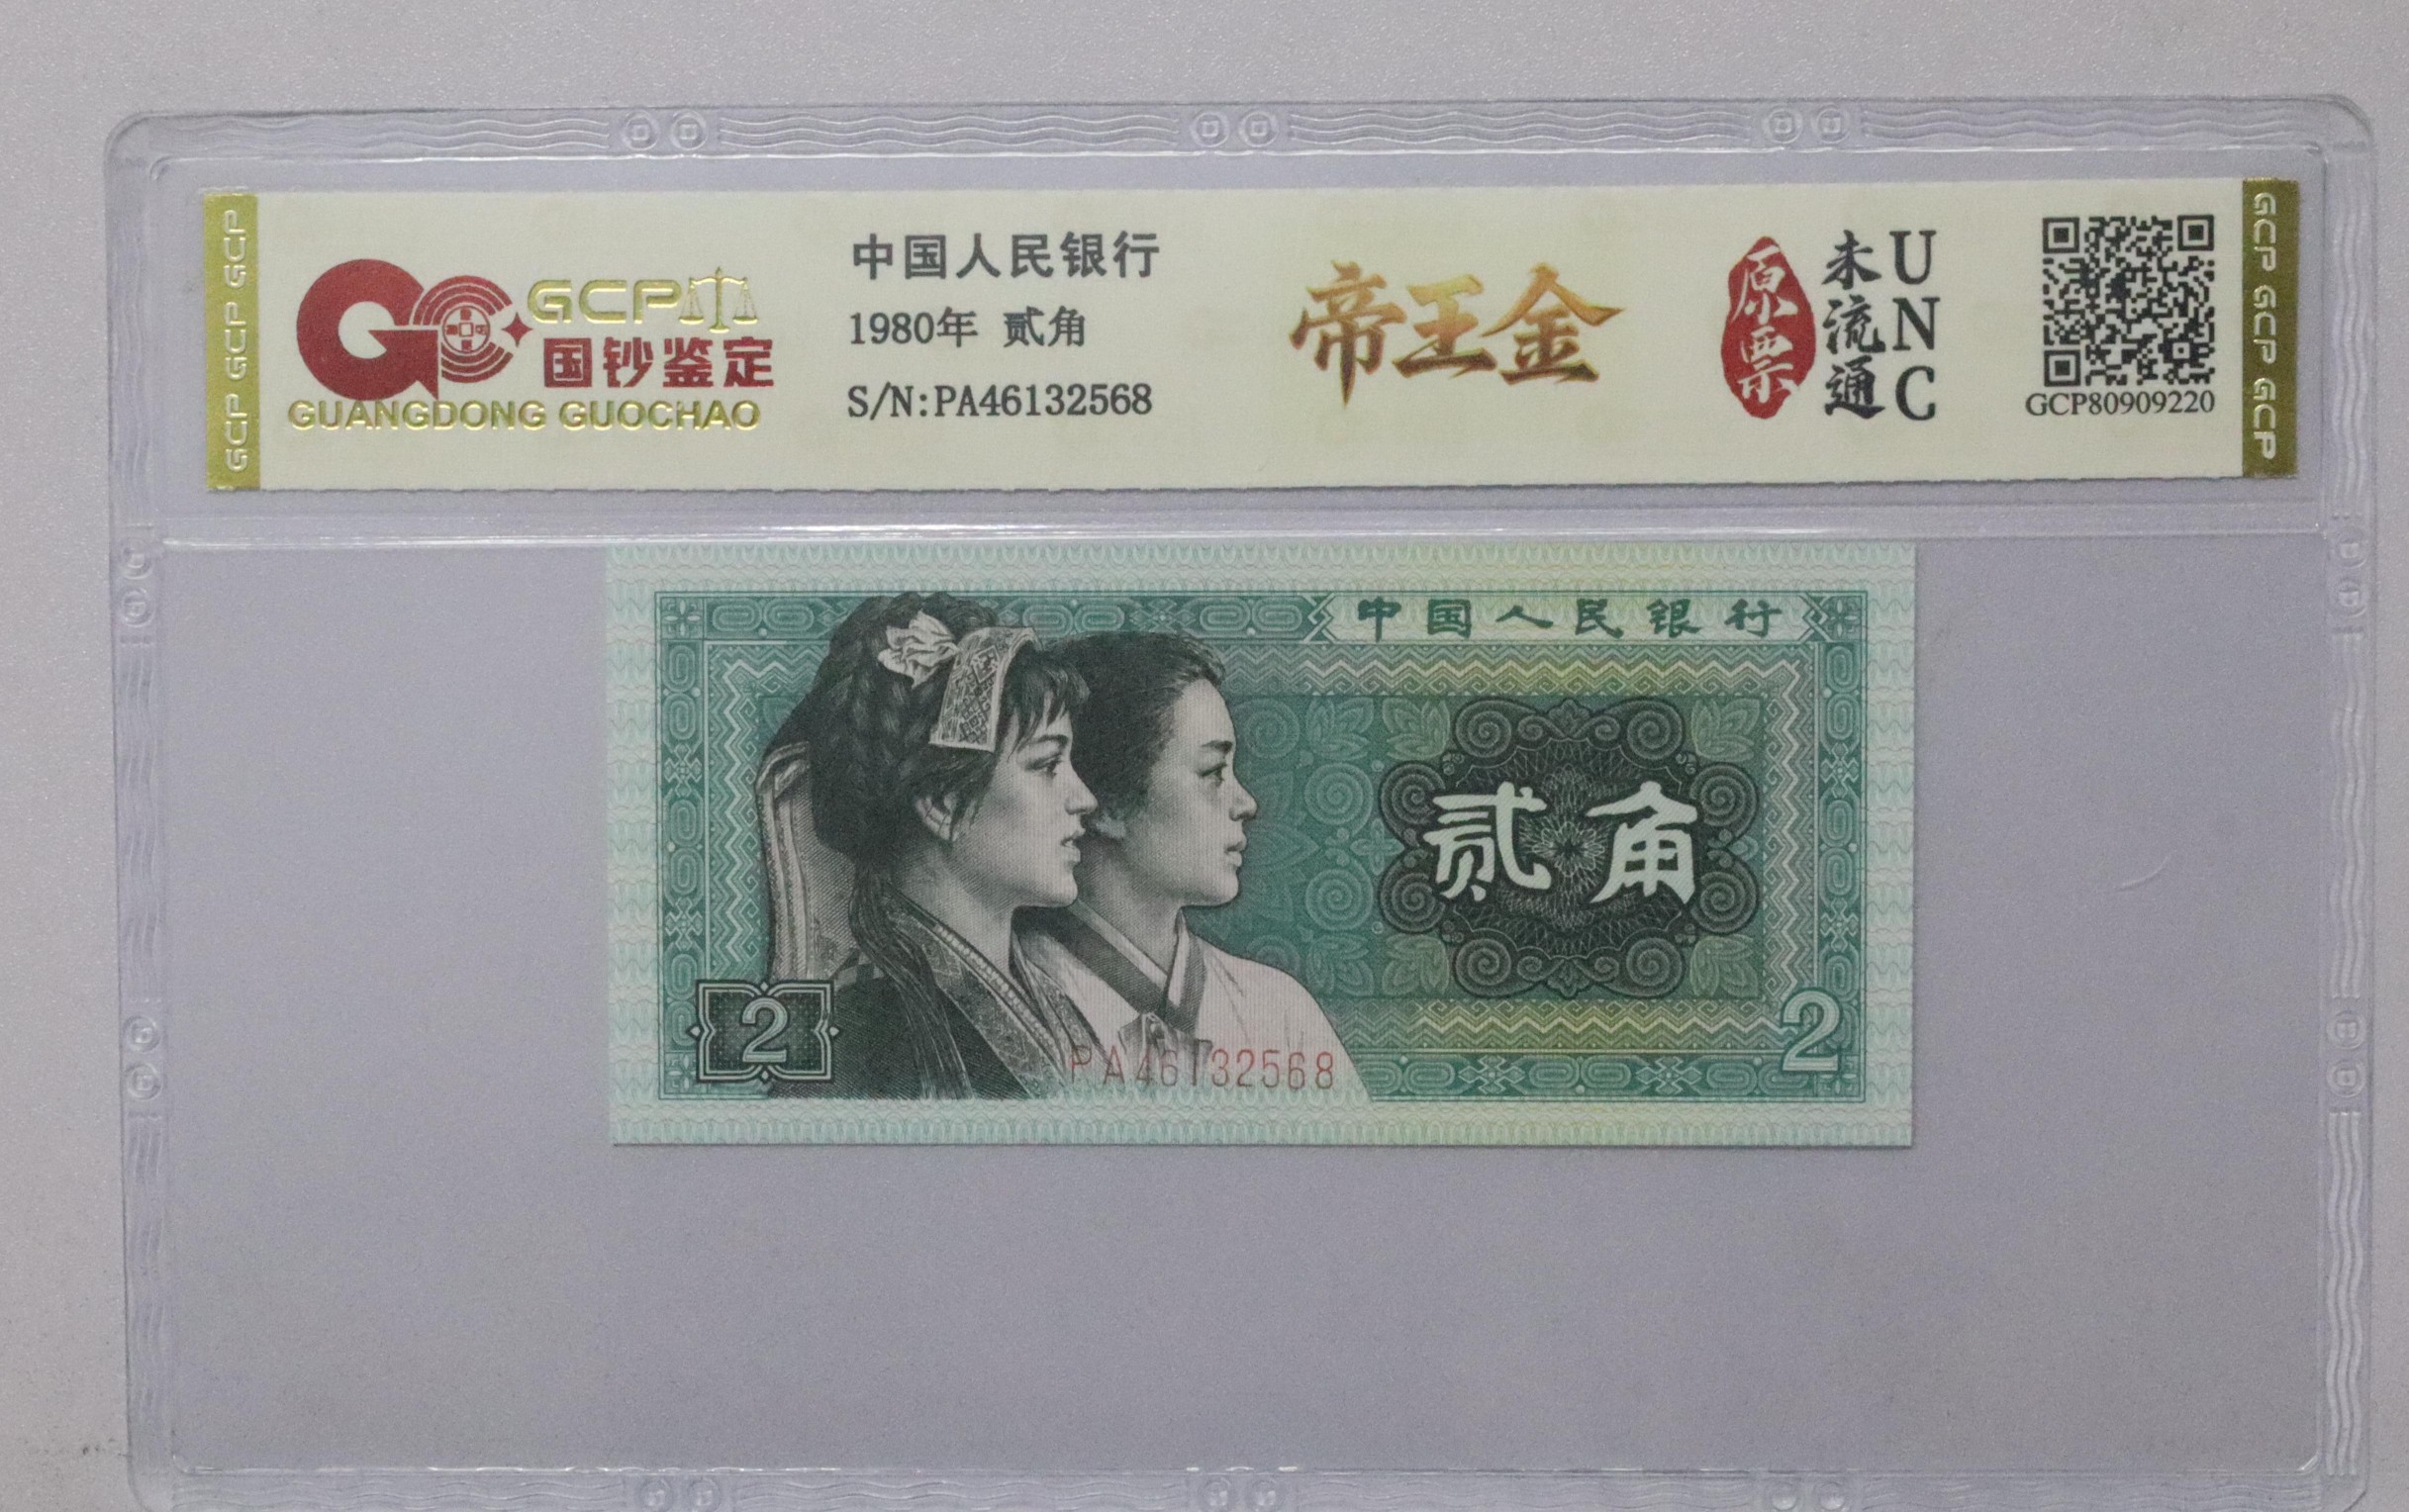 GCP GCP GCP
GCP
国钞鉴定
GUANGDONG GUOCHAO
中国人民银行
1980年 贰角
S/N:PA46132568
帝王金
原票
未流通
UNC
GCP80909220
GCP GCP GCP
中国人民银行
贰角
2
2
PA46132568